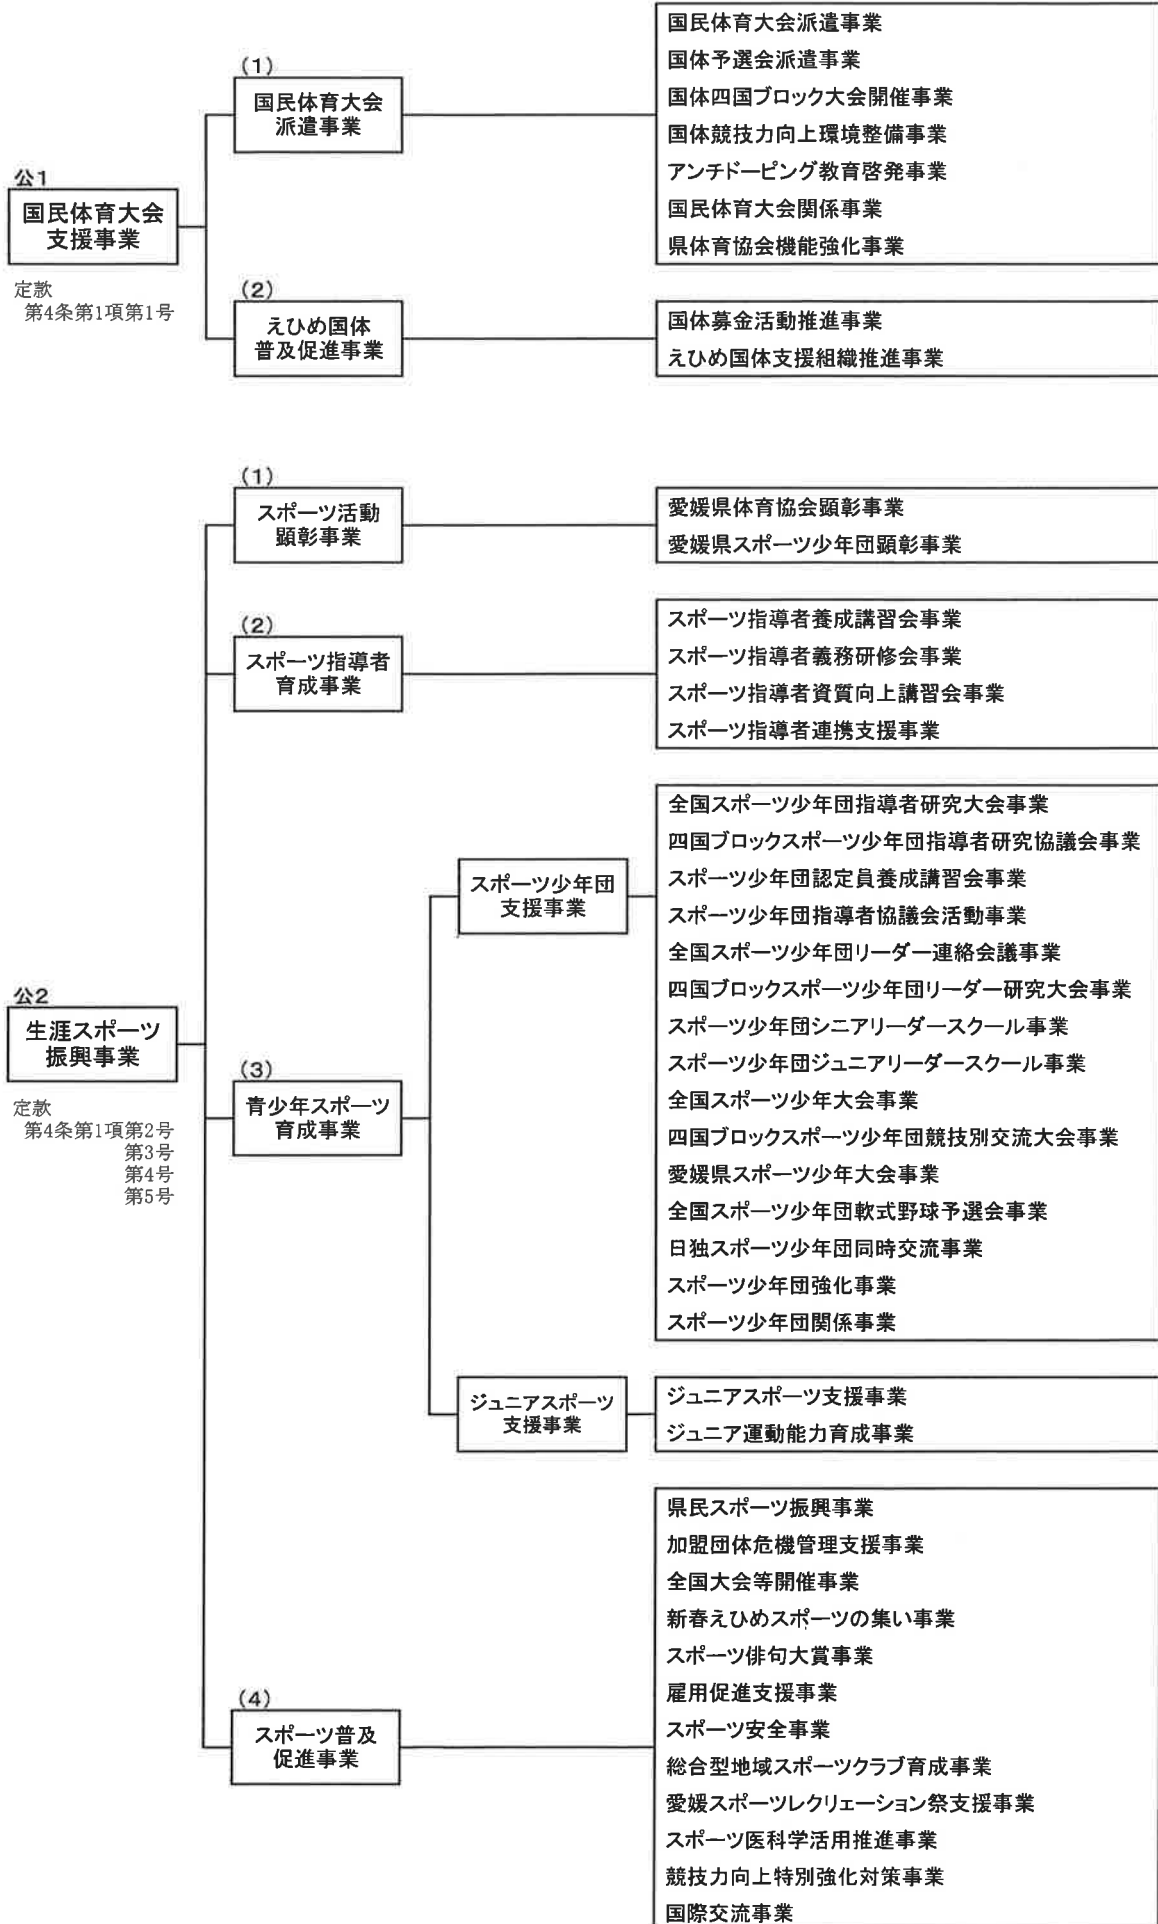 公1
国民体育大会
支援事業
定款
第4条第1項第1号
(1)
国民体育大会
派遣事業
国民体育大会派遣事業
国体予選会派遣事業
国体四国ブロック大会開催事業
国体競技力向上環境整備事業
アンチドーピング教育啓発事業
国民体育大会関係事業
県体育協会機能強化事業
(2)
えひめ国体
普及促進事業
国体募金活動推進事業
えひめ国体支援組織推進事業
公2
生涯スポーツ
振興事業
定款
第4条第1項第2号
第3号
第4号
第5号
(1)
スポーツ活動
顕彰事業
愛媛県体育協会顕彰事業
愛媛県スポーツ少年団顕彰事業
(2)
スポーツ指導者
育成事業
スポーツ指導者養成講習会事業
スポーツ指導者義務研修会事業
スポーツ指導者資質向上講習会事業
スポーツ指導者連携支援事業
(3)
青少年スポーツ
育成事業
スポーツ少年団
支援事業
全国スポーツ少年団指導者研究大会事業
四国ブロックスポーツ少年団指導者研究協議会事業
スポーツ少年団認定員養成講習会事業
スポーツ少年団指導者協議会活動事業
全国スポーツ少年団リーダー連絡会議事業
四国ブロックスポーツ少年団リーダー研究大会事業
スポーツ少年団シニアリーダースクール事業
スポーツ少年団ジュニアリーダースクール事業
全国スポーツ少年大会事業
四国ブロックスポーツ少年団競技別交流大会事業
愛媛県スポーツ少年大会事業
全国スポーツ少年団軟式野球予選会事業
日独スポーツ少年団同時交流事業
スポーツ少年団強化事業
スポーツ少年団関係事業
ジュニアスポーツ
支援事業
ジュニアスポーツ支援事業
ジュニア運動能力育成事業
(4)
スポーツ普及
促進事業
県民スポーツ振興事業
加盟団体危機管理支援事業
全国大会等開催事業
新春えひめスポーツの集い事業
スポーツ俳句大賞事業
雇用促進支援事業
スポーツ安全事業
総合型地域スポーツクラブ育成事業
愛媛スポーツレクリェーション祭支援事業
スポーツ医科学活用推進事業
競技力向上特別強化対策事業
国際交流事業